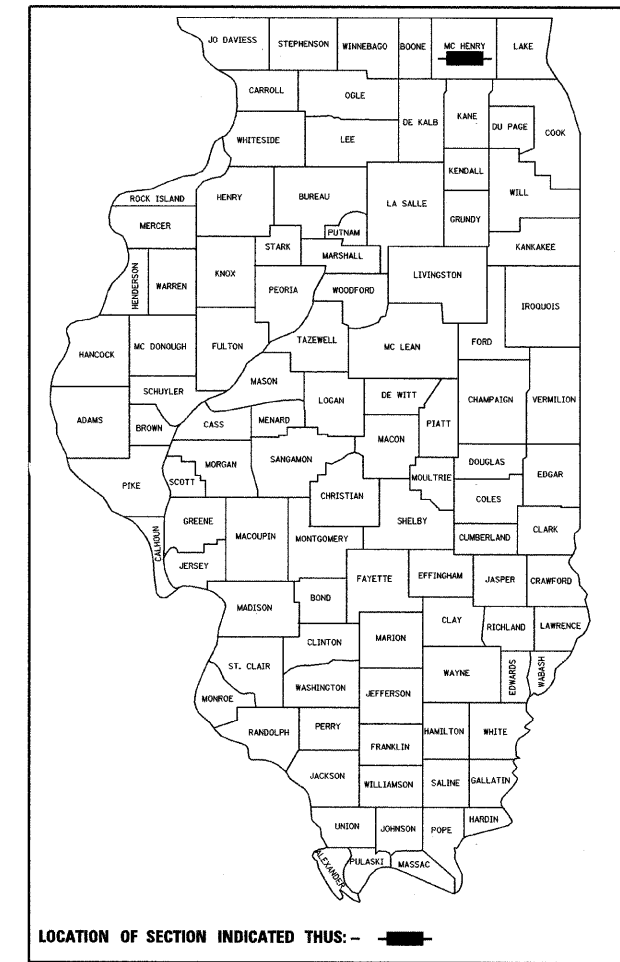 JO DAVIESS STEPHENSON WINNEBAGO BOONE MC HENRY LAKE
CARROLL OGLE DE KALB KANE DU PAGE COOK
WHITESIDE LEE
KENDALL WILL
ROCK ISLAND HENRY BUREAU LA SALLE GRUNDY
MERCER PUTNAM
STARK MARSHALL KANKAKEE
HENDERSON WARREN KNOX PEORIA WOODFORD LIVINGSTON IROQUOIS
HANCOCK MC DONOUGH FULTON TAZEWELL MC LEAN FORD
MASON
SCHUYLER LOGAN DE WITT CHAMPAIGN VERMILION
ADAMS BROWN CASS MENARD PIATT
MACON
MORGAN SANGAMON DOUGLAS
PIKE SCOTT CHRISTIAN MOULTRIE COLES EDGAR
GREENE SHELBY
CALHOUN MACOUPIN MONTGOMERY CUMBERLAND CLARK
JERSEY FAYETTE EFFINGHAM JASPER CRAWFORD
MADISON BOND
CLAY RICHLAND LAWRENCE
CLINTON MARION
ST. CLAIR WAYNE EDWARDS WABASH
WASHINGTON JEFFERSON
MONROE
RANDOLPH PERRY HAMILTON WHITE
FRANKLIN
JACKSON WILLIAMSON SALINE GALLATIN
UNION JOHNSON POPE HARDIN
ALEXANDER PULASKI MASSAC
LOCATION OF SECTION INDICATED THUS: -